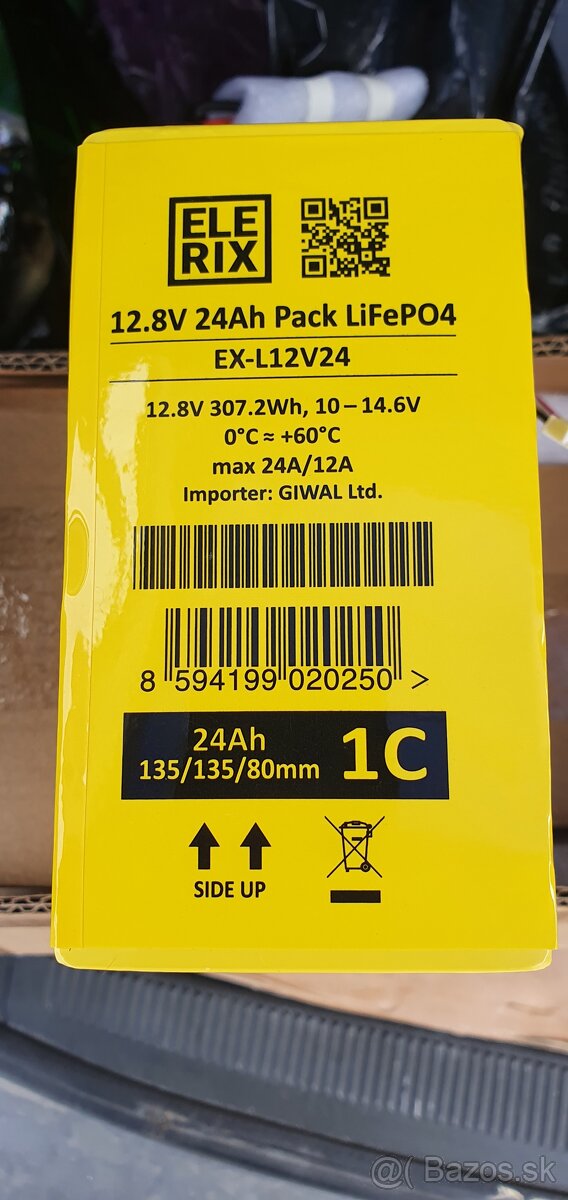 ELE
RIX
12.8V 24Ah Pack LiFePO4
EX-L12V24
12.8V 307.2Wh, 10 – 14.6V
0°C ≈ +60°C
max 24A/12A
Importer: GIWAL Ltd.
8 594199 020250 >
24Ah
135/135/80mm
1C
SIDE UP
@( Bazos.sk